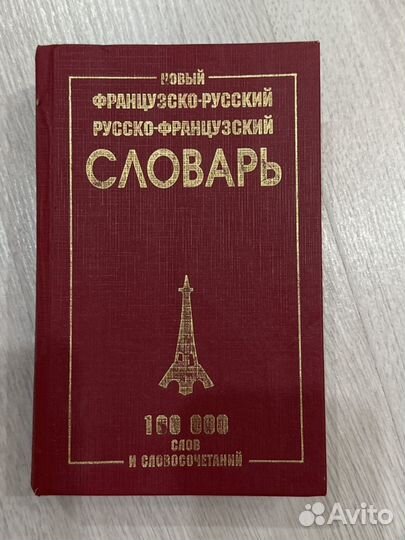 НОВЫЙ
ФРАНЦУЗСКО-РУССКИЙ
РУССКО-ФРАНЦУЗСКИЙ
СЛОВАРЬ
100 000
СЛОВ
И СЛОВОСОЧЕТАНИЙ
Avito